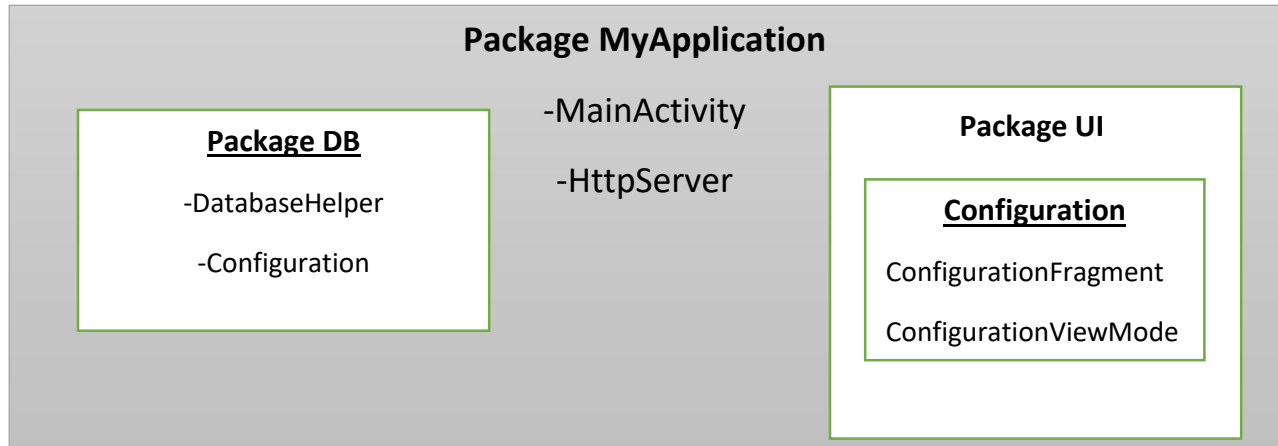 Package MyApplication
-MainActivity
-HttpServer
Package DB
-DatabaseHelper
-Configuration
Package UI
Configuration
ConfigurationFragment
ConfigurationViewMode